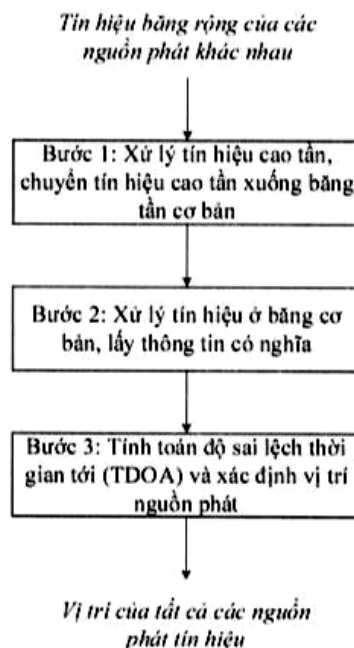 Tín hiệu băng rộng của các
nguồn phát khác nhau
Bước 1: Xử lý tín hiệu cao tần,
chuyển tín hiệu cao tần xuống băng
tần cơ bản
Bước 2: Xử lý tín hiệu ở băng cơ
bản, lấy thông tin có nghĩa
Bước 3: Tính toán độ sai lệch thời
gian tới (TDOA) và xác định vị trí
nguồn phát
Vị trí của tất cả các nguồn
phát tín hiệu